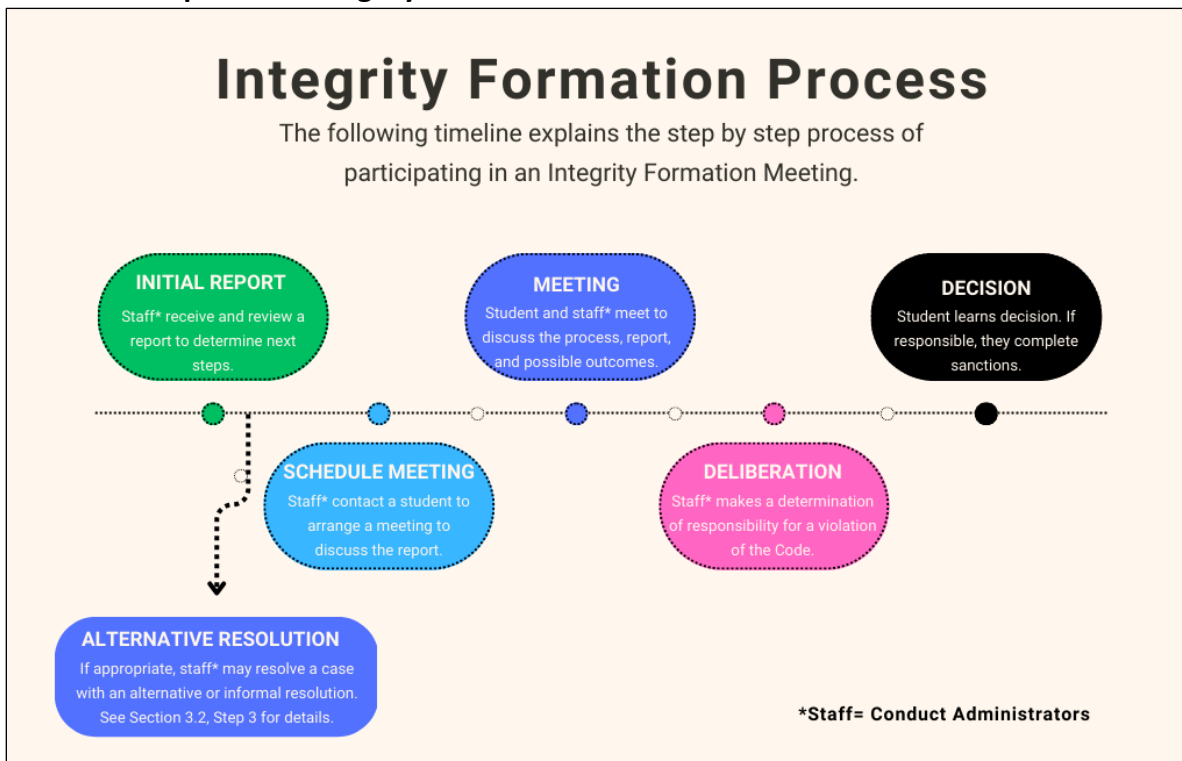 Integrity Formation Process
The following timeline explains the step by step process of
participating in an Integrity Formation Meeting.
INITIAL REPORT
Staff* receive and review a
report to determine next
steps.
MEETING
Student and staff* meet to
discuss the process, report,
and possible outcomes.
DECISION
Student learns decision. If
responsible, they complete
sanctions.
SCHEDULE MEETING
Staff* contact a student to
arrange a meeting to
discuss the report.
DELIBERATION
Staff* makes a determination
of responsibility for a violation
of the Code.
ALTERNATIVE RESOLUTION
If appropriate, staff* may resolve a case
with an alternative or informal resolution.
See Section 3.2, Step 3 for details.
*Staff= Conduct Administrators